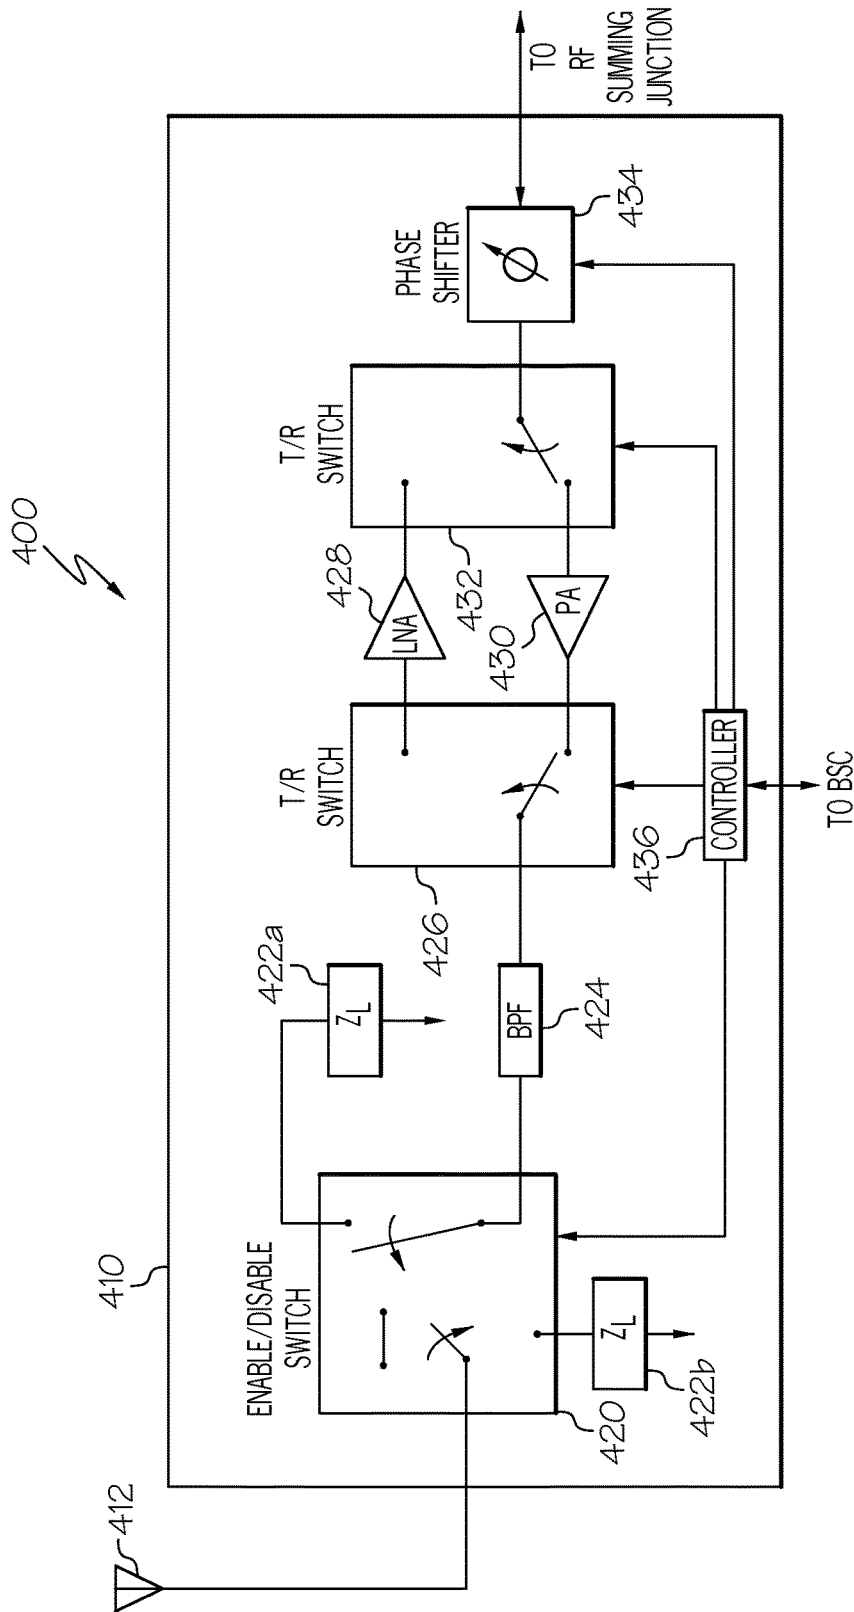 400
410
412
ENABLE/DISABLE
SWITCH
420
Z_L
422b
Z_L
422a
BPF
424
T/R
SWITCH
426
LNA
428
PA
430
T/R
SWITCH
432
PHASE
SHIFTER
434
CONTROLLER
436
TO BSC
TO
RF
SUMMING
JUNCTION